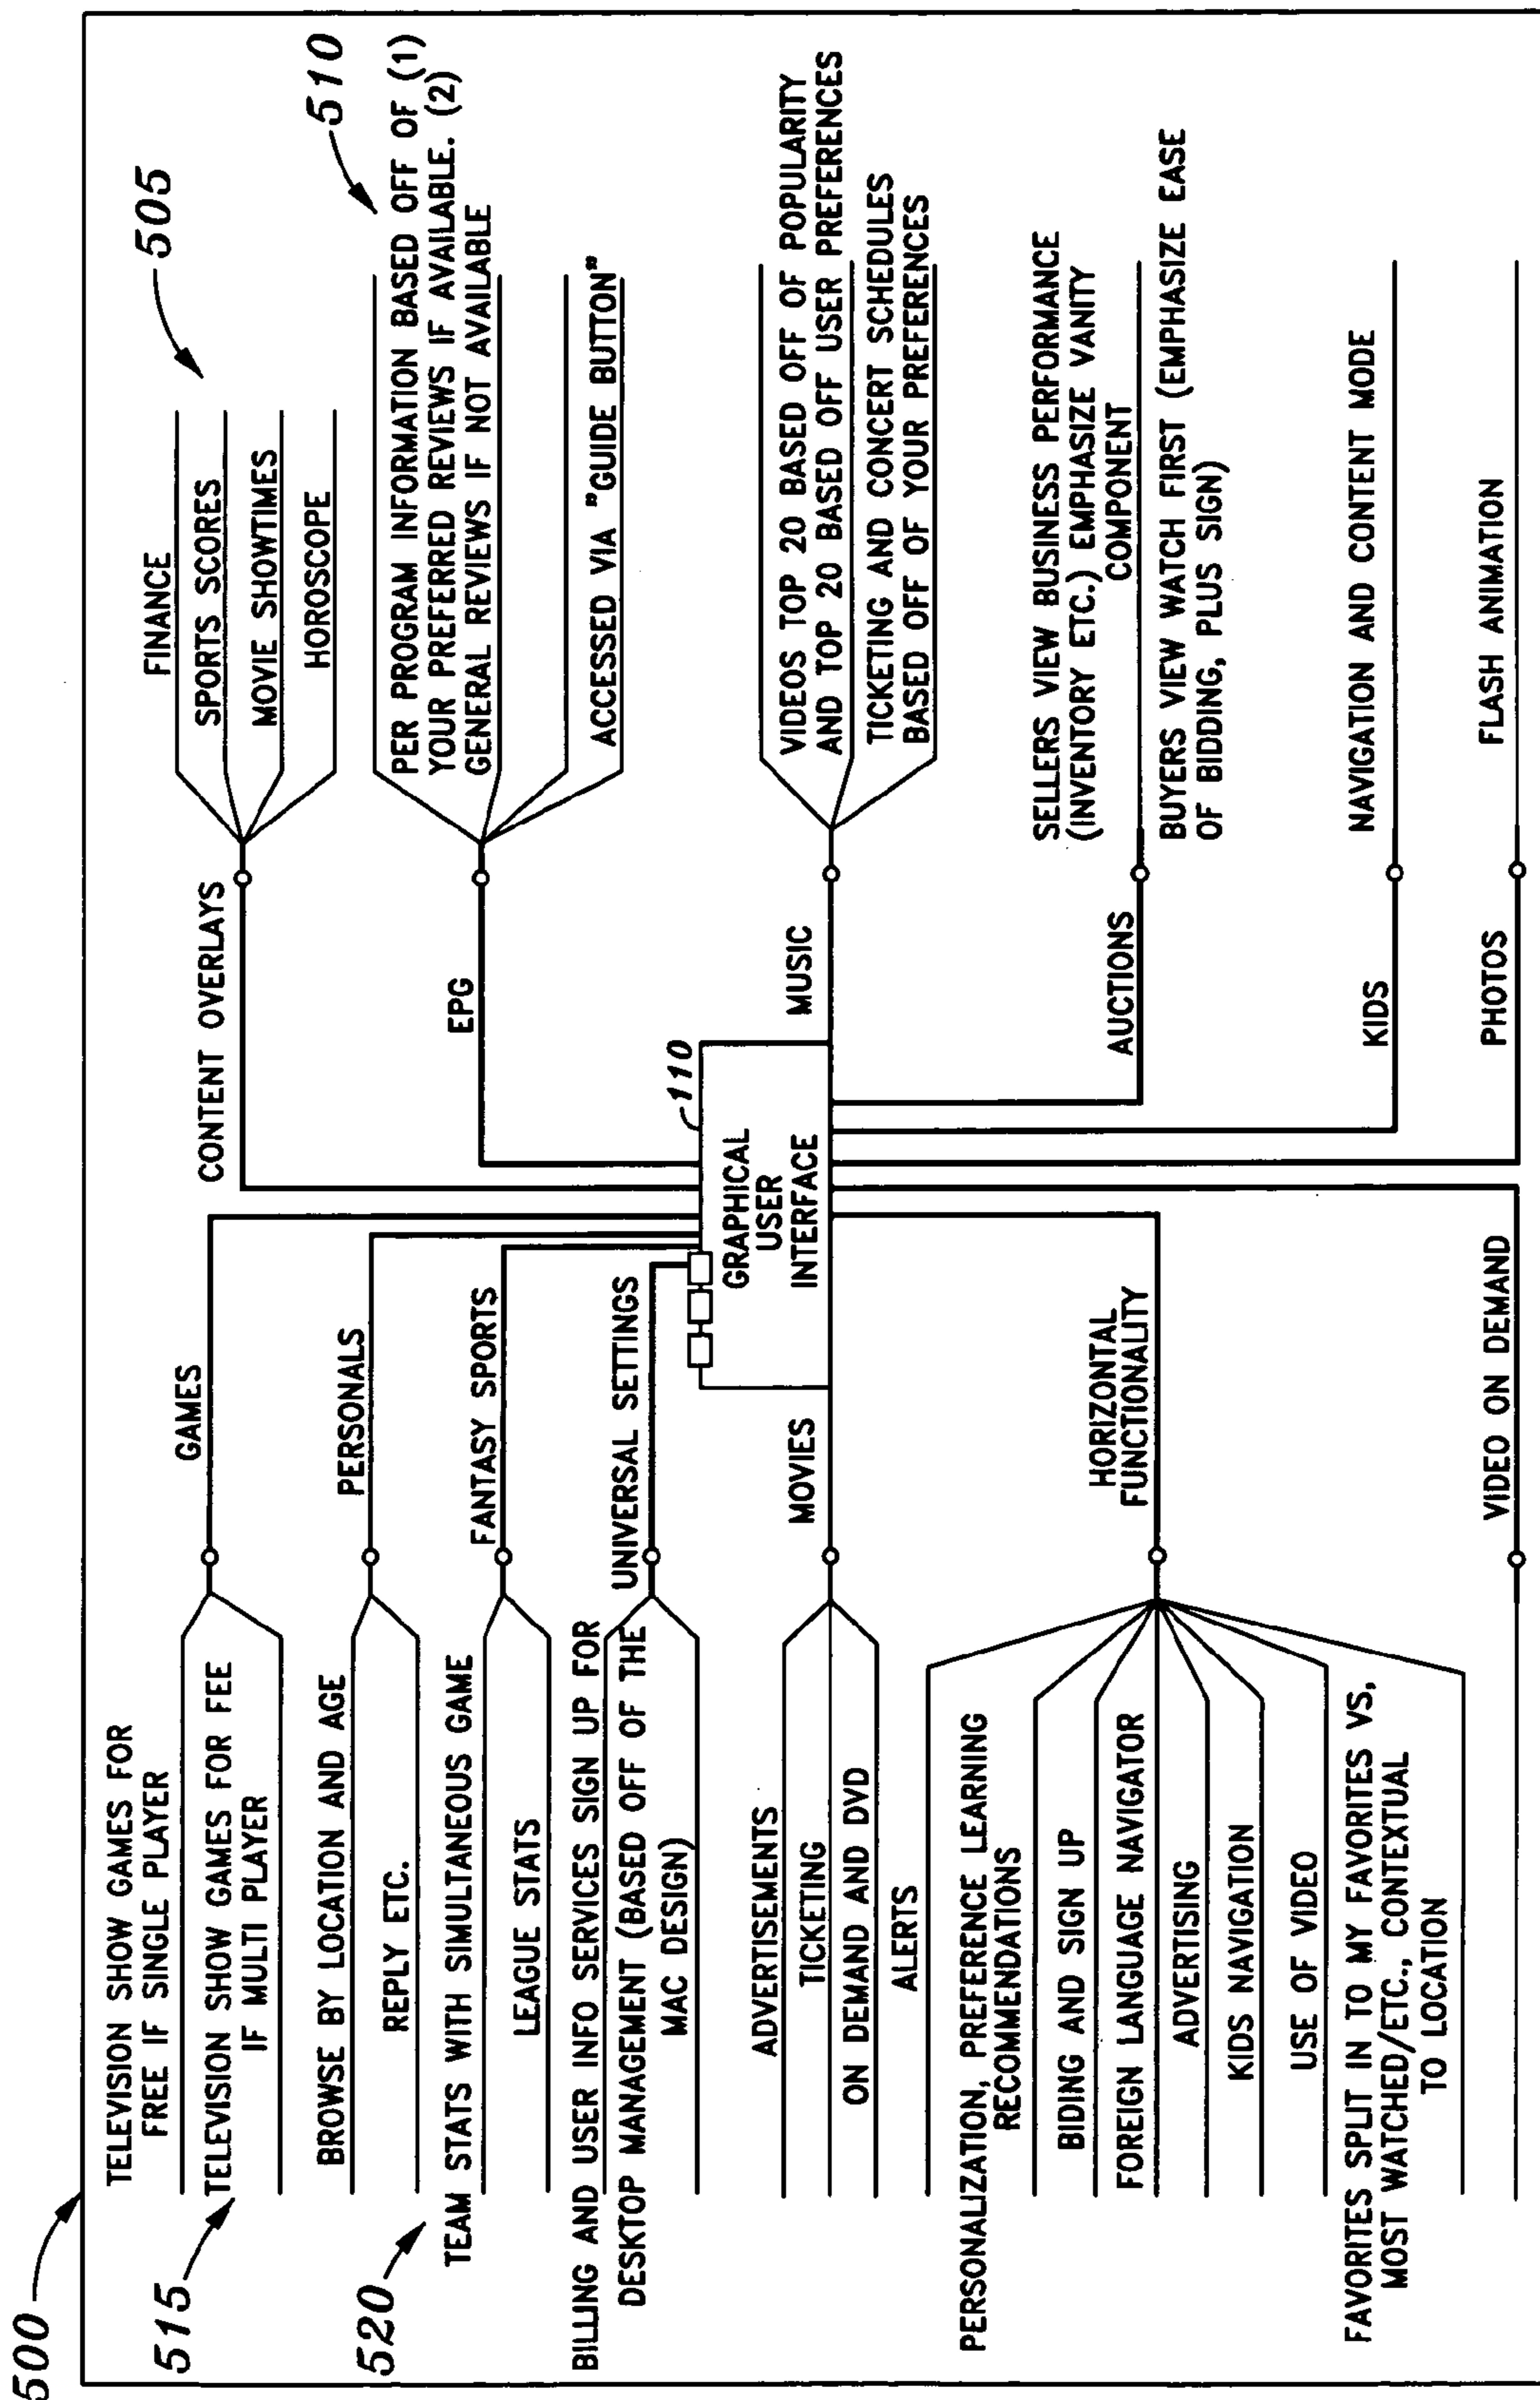 500
515
TELEVISION SHOW GAMES FOR
FREE IF SINGLE PLAYER
TELEVISION SHOW GAMES FOR FEE
IF MULTI PLAYER
GAMES
520
BROWSE BY LOCATION AND AGE
REPLY ETC.
PERSONALS
TEAM STATS WITH SIMULTANEOUS GAME
LEAGUE STATS
FANTASY SPORTS
BILLING AND USER INFO SERVICES SIGN UP FOR
DESKTOP MANAGEMENT (BASED OFF OF THE
MAC DESIGN)
UNIVERSAL SETTINGS
ADVERTISEMENTS
TICKETING
ON DEMAND AND DVD
MOVIES
ALERTS
PERSONALIZATION, PREFERENCE LEARNING
RECOMMENDATIONS
BIDING AND SIGN UP
FOREIGN LANGUAGE NAVIGATOR
ADVERTISING
KIDS NAVIGATION
USE OF VIDEO
FAVORITES SPLIT IN TO MY FAVORITES VS,
MOST WATCHED/ETC., CONTEXTUAL
TO LOCATION
HORIZONTAL
FUNCTIONALITY
VIDEO ON DEMAND
110
GRAPHICAL
USER
INTERFACE
CONTENT OVERLAYS
FINANCE
SPORTS SCORES
MOVIE SHOWTIMES
HOROSCOPE
505
EPG
510
PER PROGRAM INFORMATION BASED OFF OF (1)
YOUR PREFERRED REVIEWS IF AVAILABLE. (2)
GENERAL REVIEWS IF NOT AVAILABLE
ACCESSED VIA "GUIDE BUTTON"
MUSIC
VIDEOS TOP 20 BASED OFF OF POPULARITY
AND TOP 20 BASED OFF USER PREFERENCES
TICKETING AND CONCERT SCHEDULES
BASED OFF OF YOUR PREFERENCES
AUCTIONS
SELLERS VIEW BUSINESS PERFORMANCE
(INVENTORY ETC.) EMPHASIZE VANITY
COMPONENT
BUYERS VIEW WATCH FIRST (EMPHASIZE EASE
OF BIDDING, PLUS SIGN)
KIDS
NAVIGATION AND CONTENT MODE
PHOTOS
FLASH ANIMATION